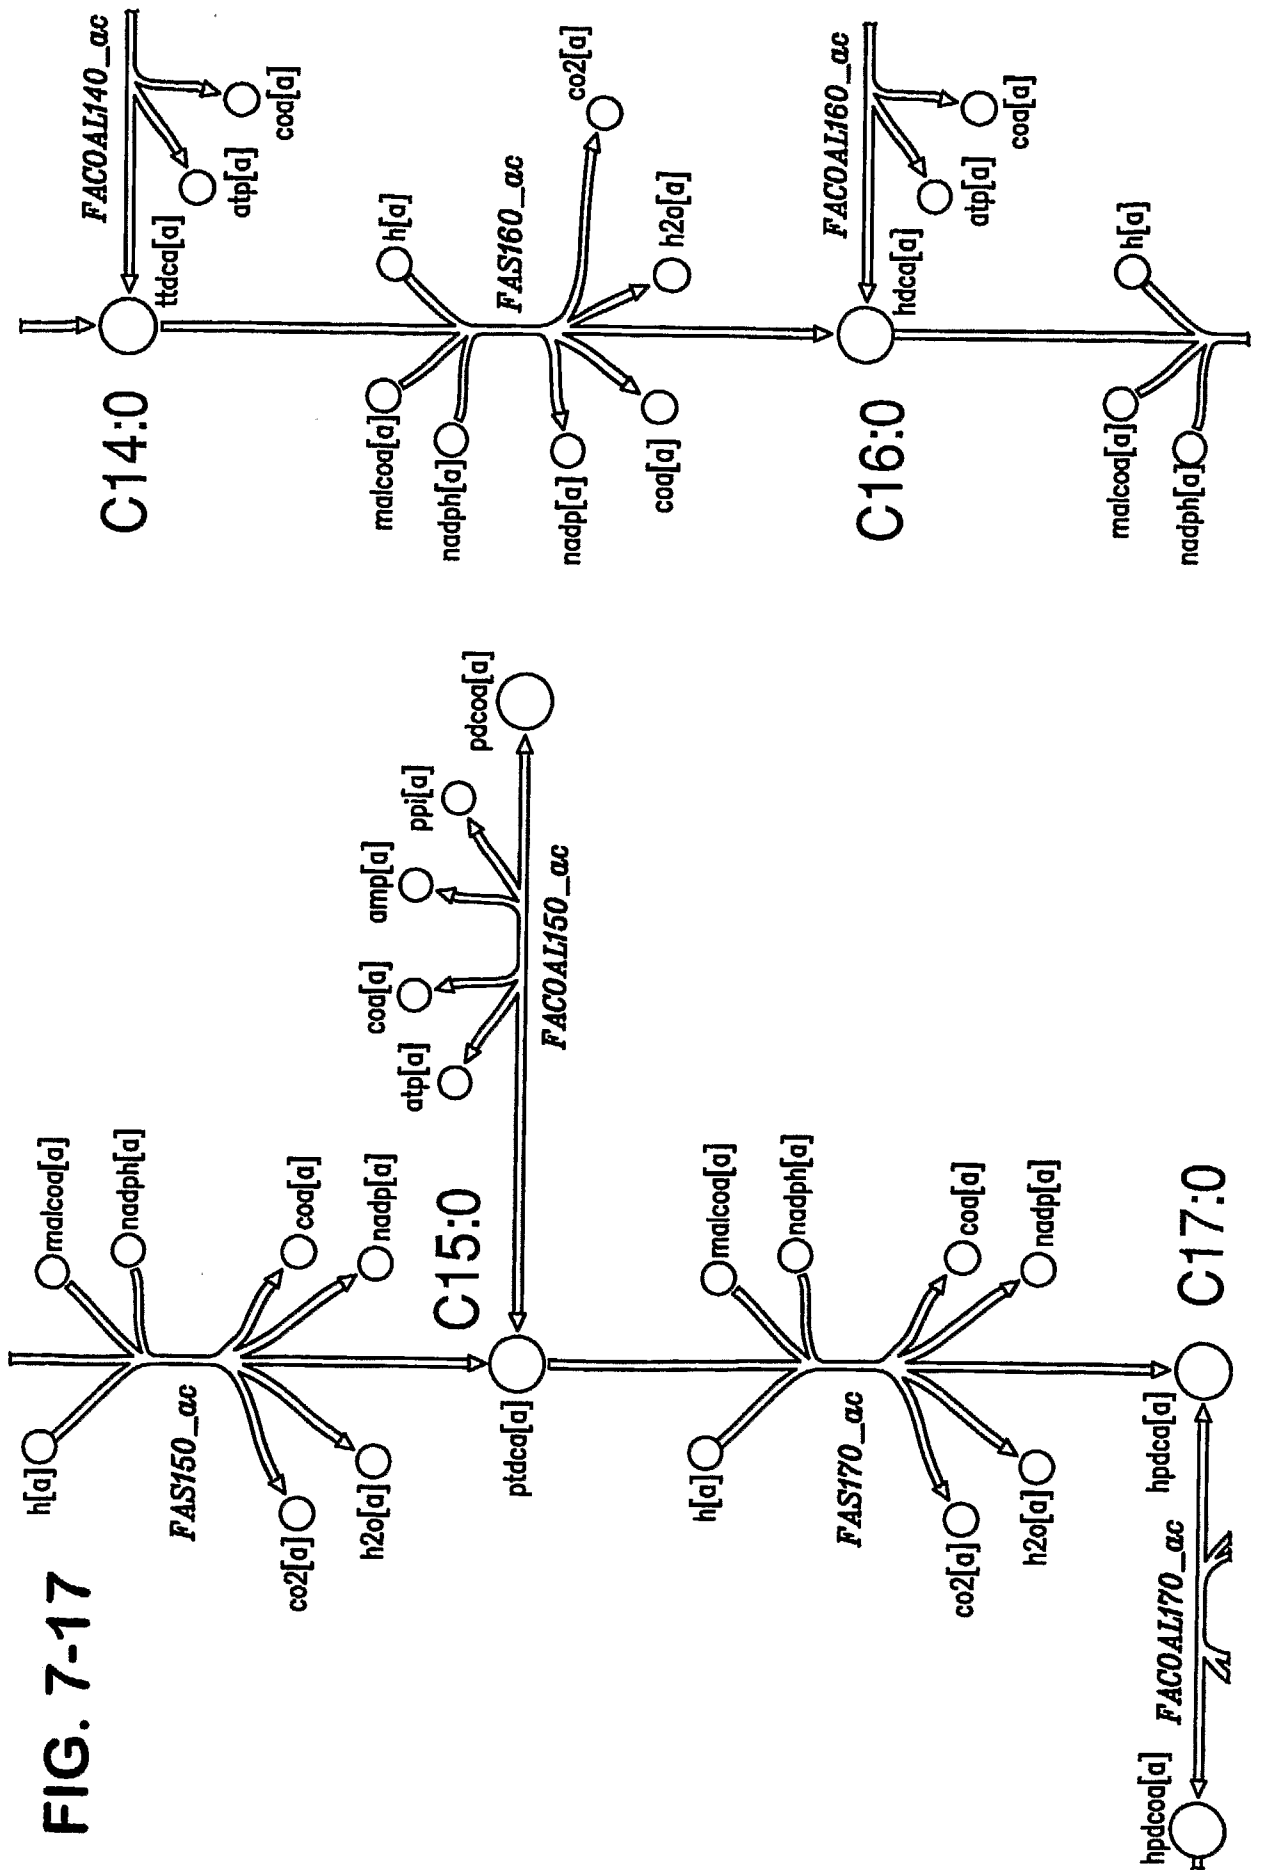 FIG. 7-17
h[a]
malcoa[a]
nadph[a]
FAS150_ac
co2[a]
coa[a]
h2o[a]
nadp[a]
C15:0
ptdca[a]
atp[a]
coa[a]
amp[a]
ppi[a]
pdcoa[a]
FACOAL150_ac
h[a]
malcoa[a]
nadph[a]
FAS170_ac
co2[a]
coa[a]
h2o[a]
nadp[a]
C17:0
hpdca[a]
FACOAL170_ac
hpdcoa[a]
C14:0
ttdca[a]
FACOAL140_ac
atp[a]
coa[a]
malcoa[a]
h[a]
nadph[a]
FAS160_ac
nadp[a]
co2[a]
coa[a]
h2o[a]
C16:0
hdca[a]
FACOAL160_ac
atp[a]
coa[a]
malcoa[a]
h[a]
nadph[a]